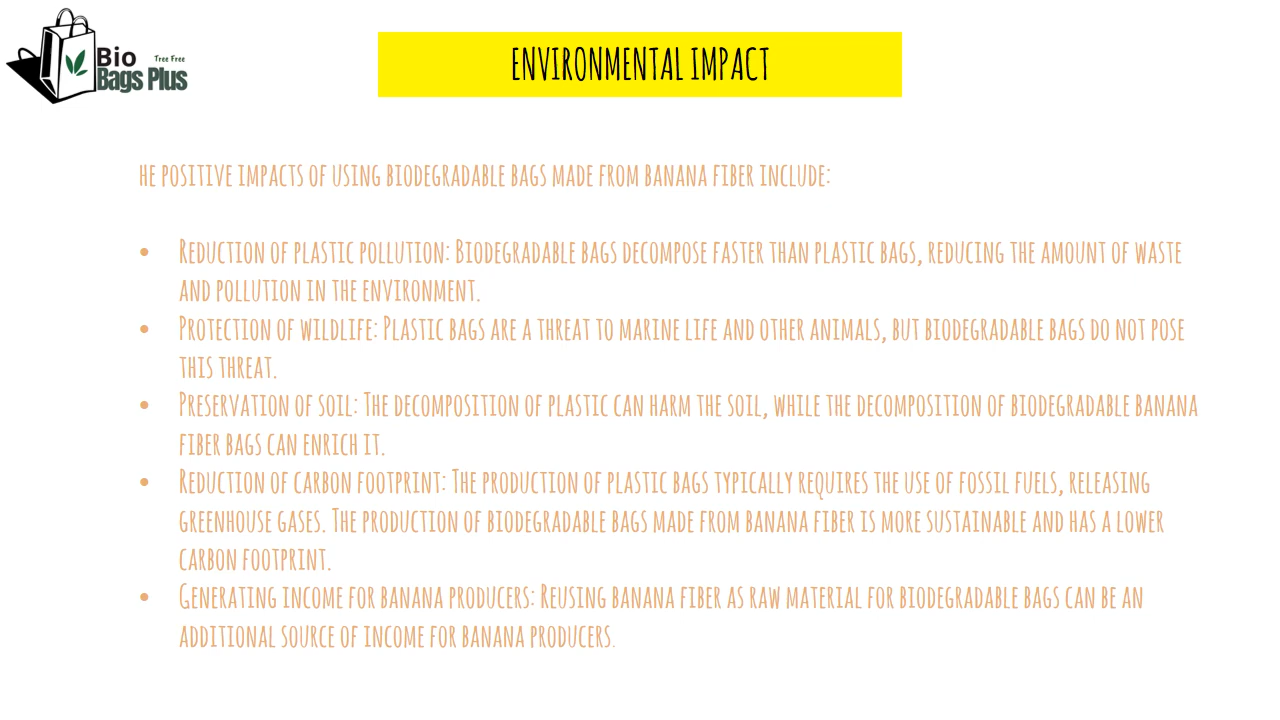 Bio
Tree Free
Bags Plus
ENVIRONMENTAL IMPACT
HE POSITIVE IMPACTS OF USING BIODEGRADABLE BAGS MADE FROM BANANA FIBER INCLUDE:
• REDUCTION OF PLASTIC POLLUTION: BIODEGRADABLE BAGS DECOMPOSE FASTER THAN PLASTIC BAGS, REDUCING THE AMOUNT OF WASTE
AND POLLUTION IN THE ENVIRONMENT.
• PROTECTION OF WILDLIFE: PLASTIC BAGS ARE A THREAT TO MARINE LIFE AND OTHER ANIMALS, BUT BIODEGRADABLE BAGS DO NOT POSE
THIS THREAT.
• PRESERVATION OF SOIL: THE DECOMPOSITION OF PLASTIC CAN HARM THE SOIL, WHILE THE DECOMPOSITION OF BIODEGRADABLE BANANA
FIBER BAGS CAN ENRICH IT.
• REDUCTION OF CARBON FOOTPRINT: THE PRODUCTION OF PLASTIC BAGS TYPICALLY REQUIRES THE USE OF FOSSIL FUELS, RELEASING
GREENHOUSE GASES. THE PRODUCTION OF BIODEGRADABLE BAGS MADE FROM BANANA FIBER IS MORE SUSTAINABLE AND HAS A LOWER
CARBON FOOTPRINT.
• GENERATING INCOME FOR BANANA PRODUCERS: REUSING BANANA FIBER AS RAW MATERIAL FOR BIODEGRADABLE BAGS CAN BE AN
ADDITIONAL SOURCE OF INCOME FOR BANANA PRODUCERS.